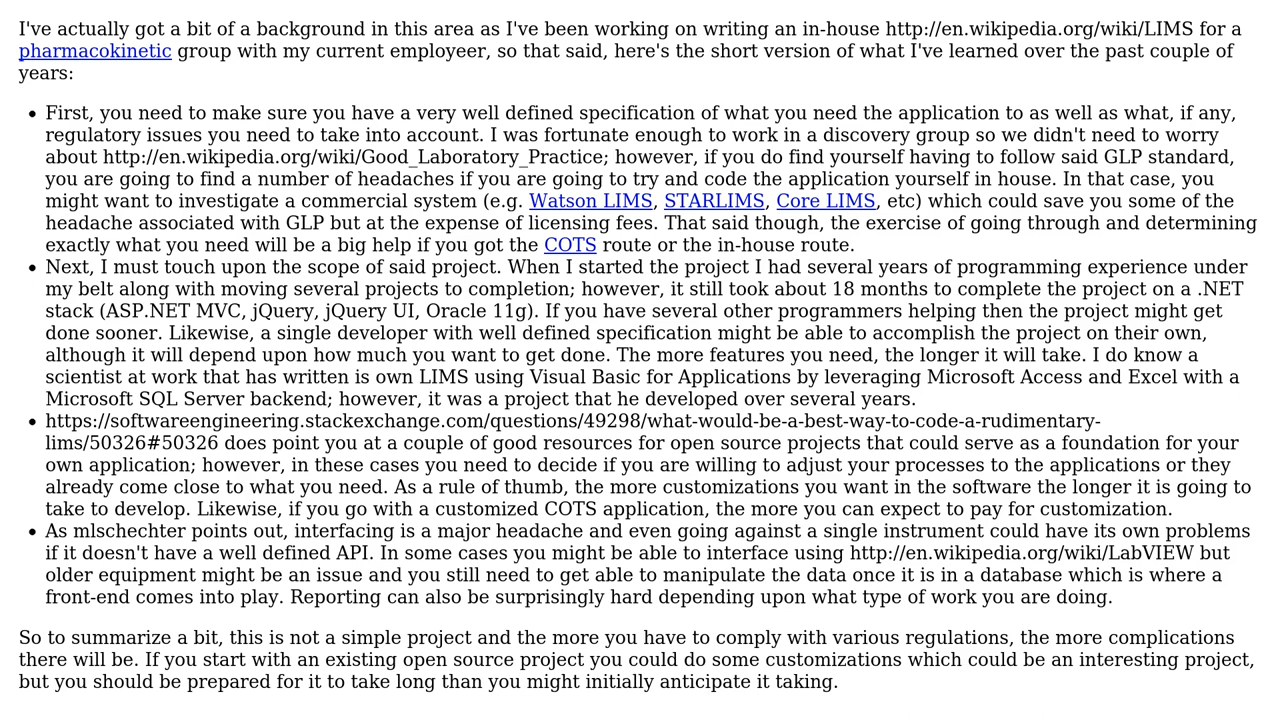 I've actually got a bit of a background in this area as I've been working on writing an in-house http://en.wikipedia.org/wiki/LIMS for a
pharmacokinetic group with my current employeer, so that said, here's the short version of what I've learned over the past couple of
years:
• First, you need to make sure you have a very well defined specification of what you need the application to as well as what, if any,
regulatory issues you need to take into account. I was fortunate enough to work in a discovery group so we didn't need to worry
about http://en.wikipedia.org/wiki/Good_Laboratory_Practice; however, if you do find yourself having to follow said GLP standard,
you are going to find a number of headaches if you are going to try and code the application yourself in house. In that case, you
might want to investigate a commercial system (e.g. Watson LIMS, STARLIMS, Core LIMS, etc) which could save you some of the
headache associated with GLP but at the expense of licensing fees. That said though, the exercise of going through and determining
exactly what you need will be a big help if you got the COTS route or the in-house route.
• Next, I must touch upon the scope of said project. When I started the project I had several years of programming experience under
my belt along with moving several projects to completion; however, it still took about 18 months to complete the project on a .NET
stack (ASP.NET MVC, jQuery, jQuery UI, Oracle 11g). If you have several other programmers helping then the project might get
done sooner. Likewise, a single developer with well defined specification might be able to accomplish the project on their own,
although it will depend upon how much you want to get done. The more features you need, the longer it will take. I do know a
scientist at work that has written is own LIMS using Visual Basic for Applications by leveraging Microsoft Access and Excel with a
Microsoft SQL Server backend; however, it was a project that he developed over several years.
• https://softwareengineering.stackexchange.com/questions/49298/what-would-be-a-best-way-to-code-a-rudimentary-
lims/50326#50326 does point you at a couple of good resources for open source projects that could serve as a foundation for your
own application; however, in these cases you need to decide if you are willing to adjust your processes to the applications or they
already come close to what you need. As a rule of thumb, the more customizations you want in the software the longer it is going to
take to develop. Likewise, if you go with a customized COTS application, the more you can expect to pay for customization.
• As mlschechter points out, interfacing is a major headache and even going against a single instrument could have its own problems
if it doesn't have a well defined API. In some cases you might be able to interface using http://en.wikipedia.org/wiki/LabVIEW but
older equipment might be an issue and you still need to get able to manipulate the data once it is in a database which is where a
front-end comes into play. Reporting can also be surprisingly hard depending upon what type of work you are doing.
So to summarize a bit, this is not a simple project and the more you have to comply with various regulations, the more complications
there will be. If you start with an existing open source project you could do some customizations which could be an interesting project,
but you should be prepared for it to take long than you might initially anticipate it taking.